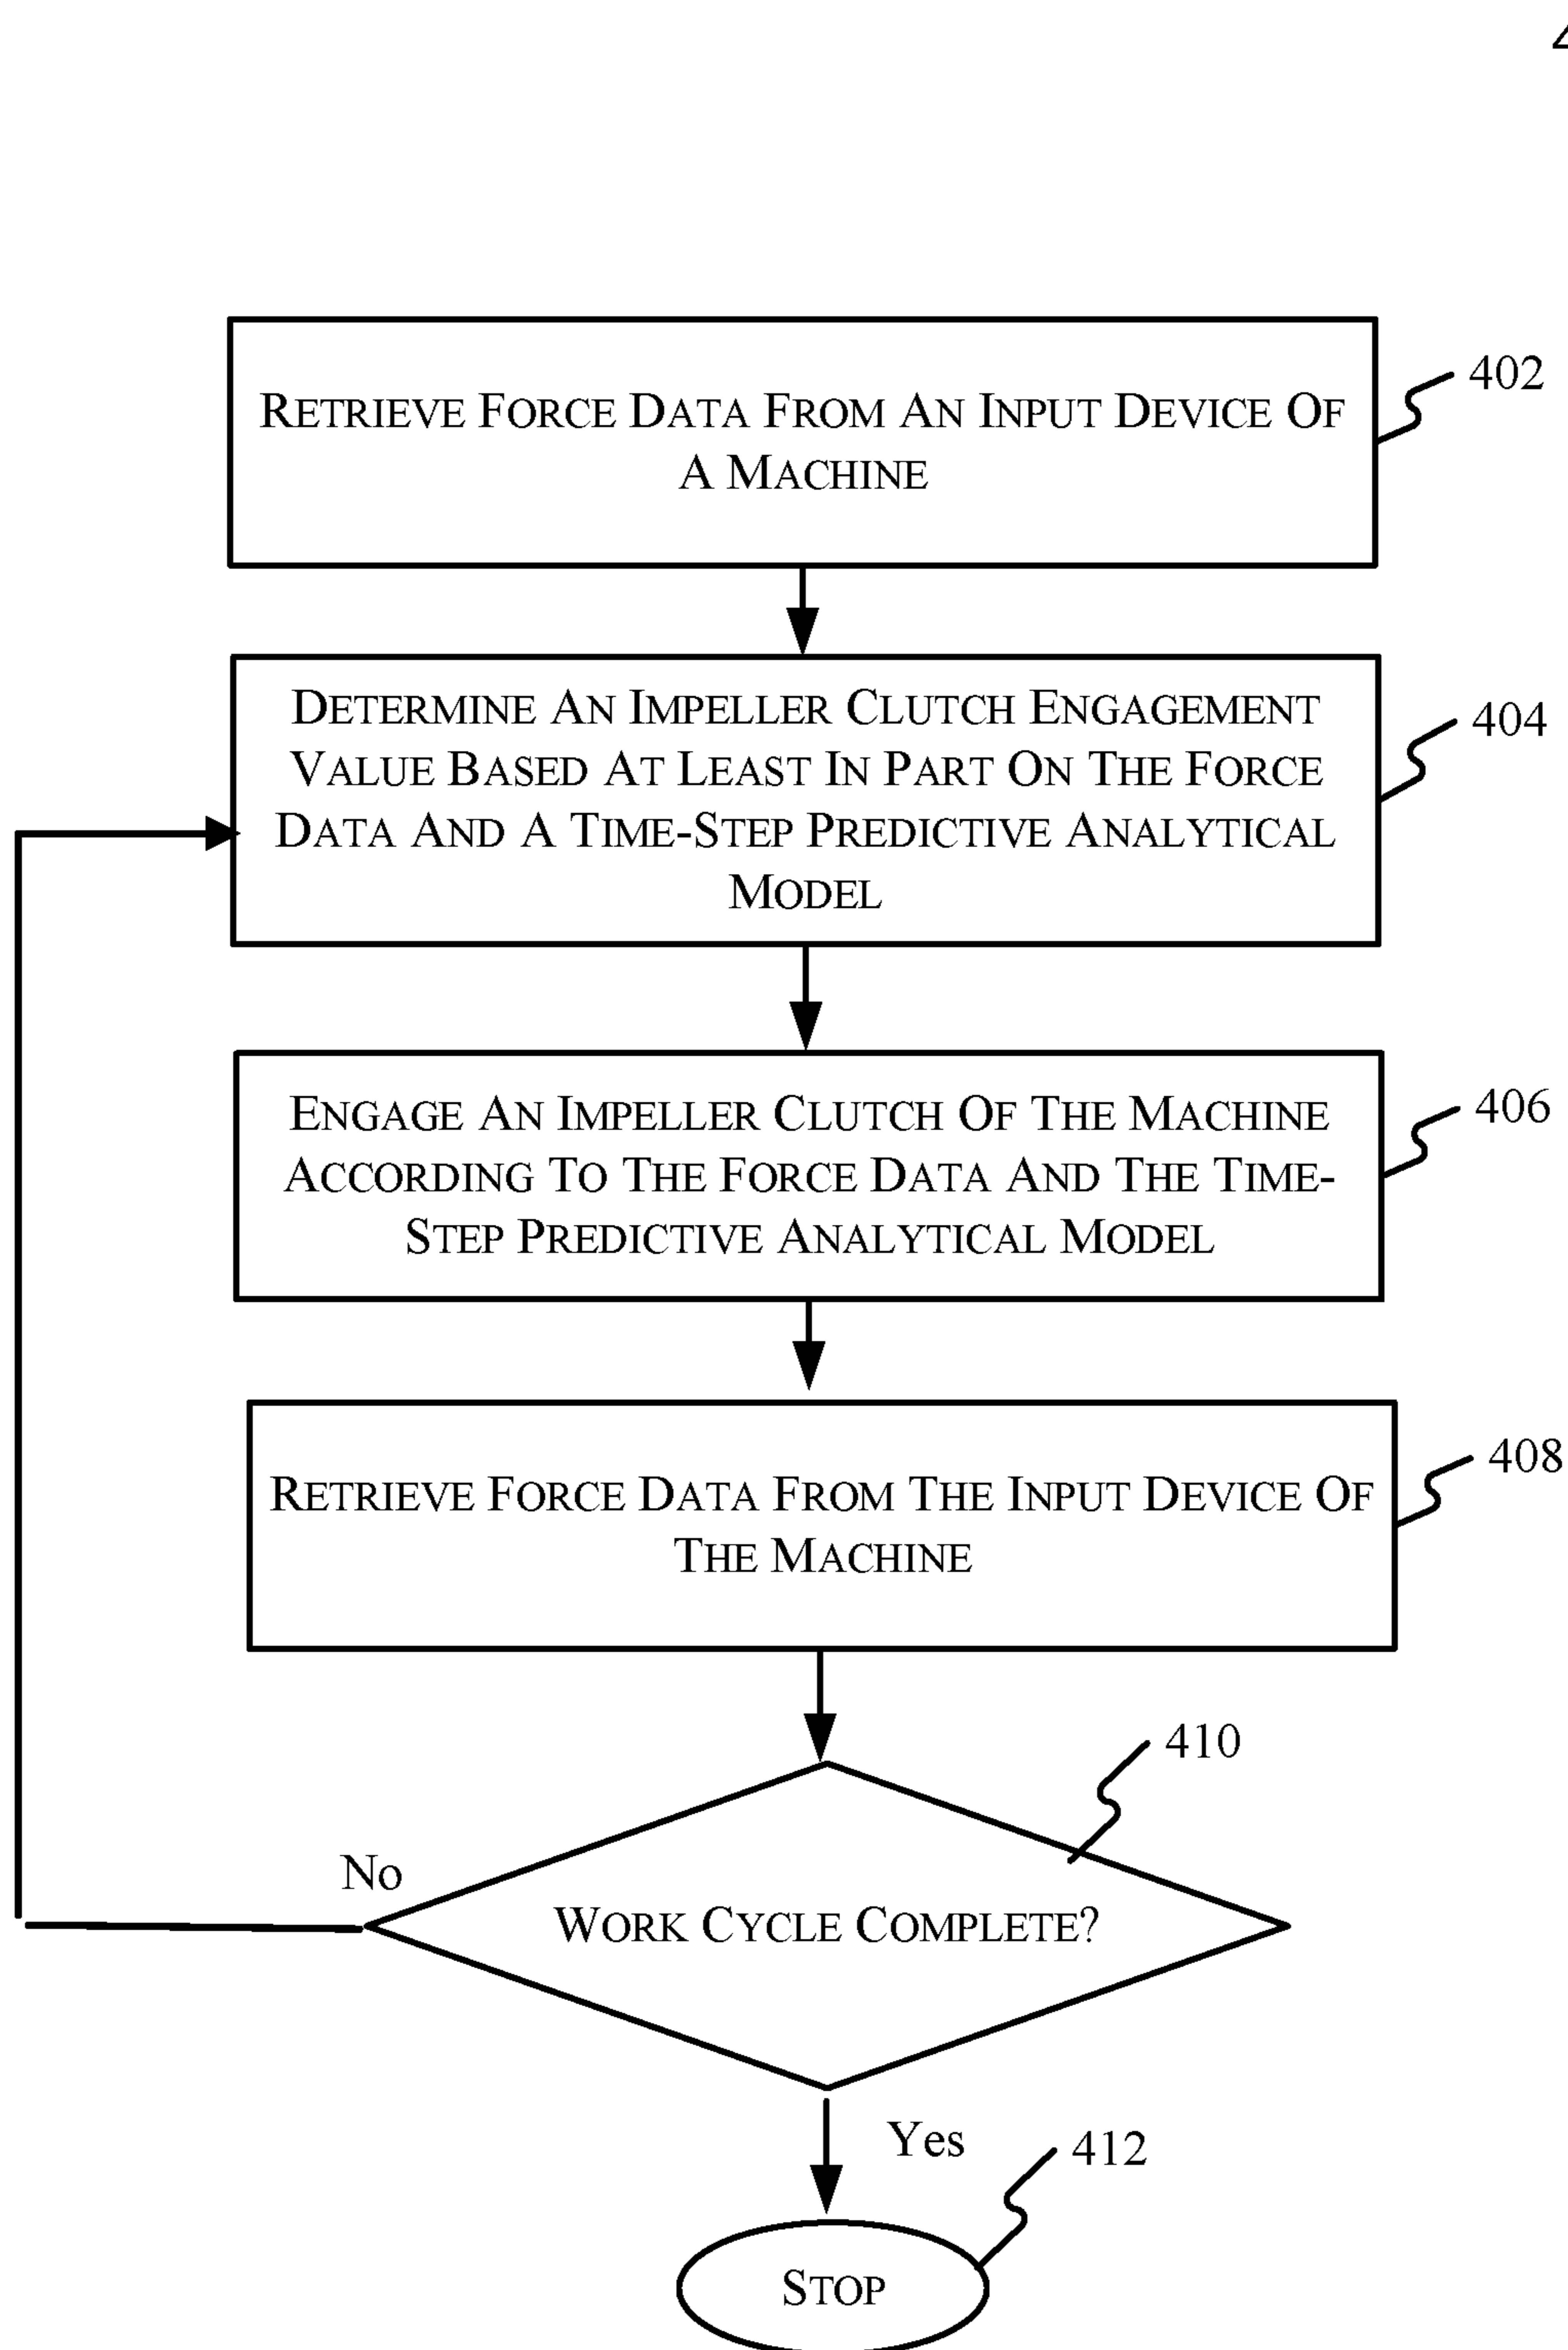 RETRIEVE FORCE DATA FROM AN INPUT DEVICE OF
A MACHINE
402
DETERMINE AN IMPELLER CLUTCH ENGAGEMENT
VALUE BASED AT LEAST IN PART ON THE FORCE
DATA AND A TIME-STEP PREDICTIVE ANALYTICAL
MODEL
404
ENGAGE AN IMPELLER CLUTCH OF THE MACHINE
ACCORDING TO THE FORCE DATA AND THE TIME-
STEP PREDICTIVE ANALYTICAL MODEL
406
RETRIEVE FORCE DATA FROM THE INPUT DEVICE OF
THE MACHINE
408
410
No
WORK CYCLE COMPLETE?
Yes
412
STOP